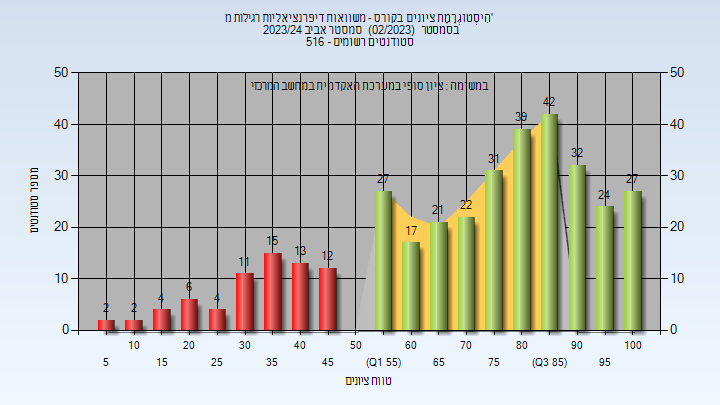 'הִיסְטוֹגְרָמַת ציונים בקורס - משוואות דיפרנציאליות רגילות מ
בסמסטר (02/2023) סמסטר אביב 2023/24
סטודנטים רשומים - 516
במשימה : ציון סופי במערכת האקדמית במחשב המרכזי
מספר סטודנטים
50 50
40 40
30 30
20 20
10 10
0 0
2 2 4 6 4 11 15 13 12 27 17 21 22 31 39 42 32 24 27
10 20 30 40 50 60 70 80 90 100
5 15 25 35 45 (Q1 55) 65 75 (Q3 85) 95
טווח ציונים